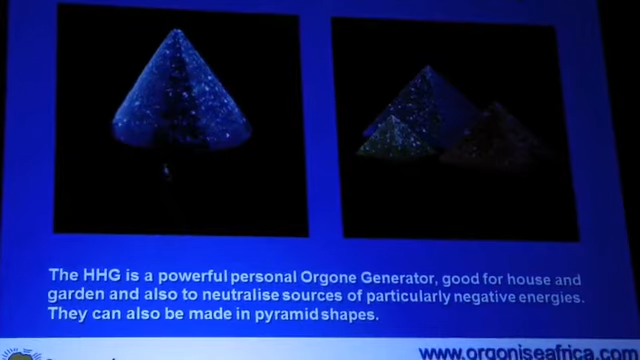 The HHG is a powerful personal Orgone Generator, good for house and
garden and also to neutralise sources of particularly negative energies.
They can also be made in pyramid shapes.
www.orgoniseafrica.com